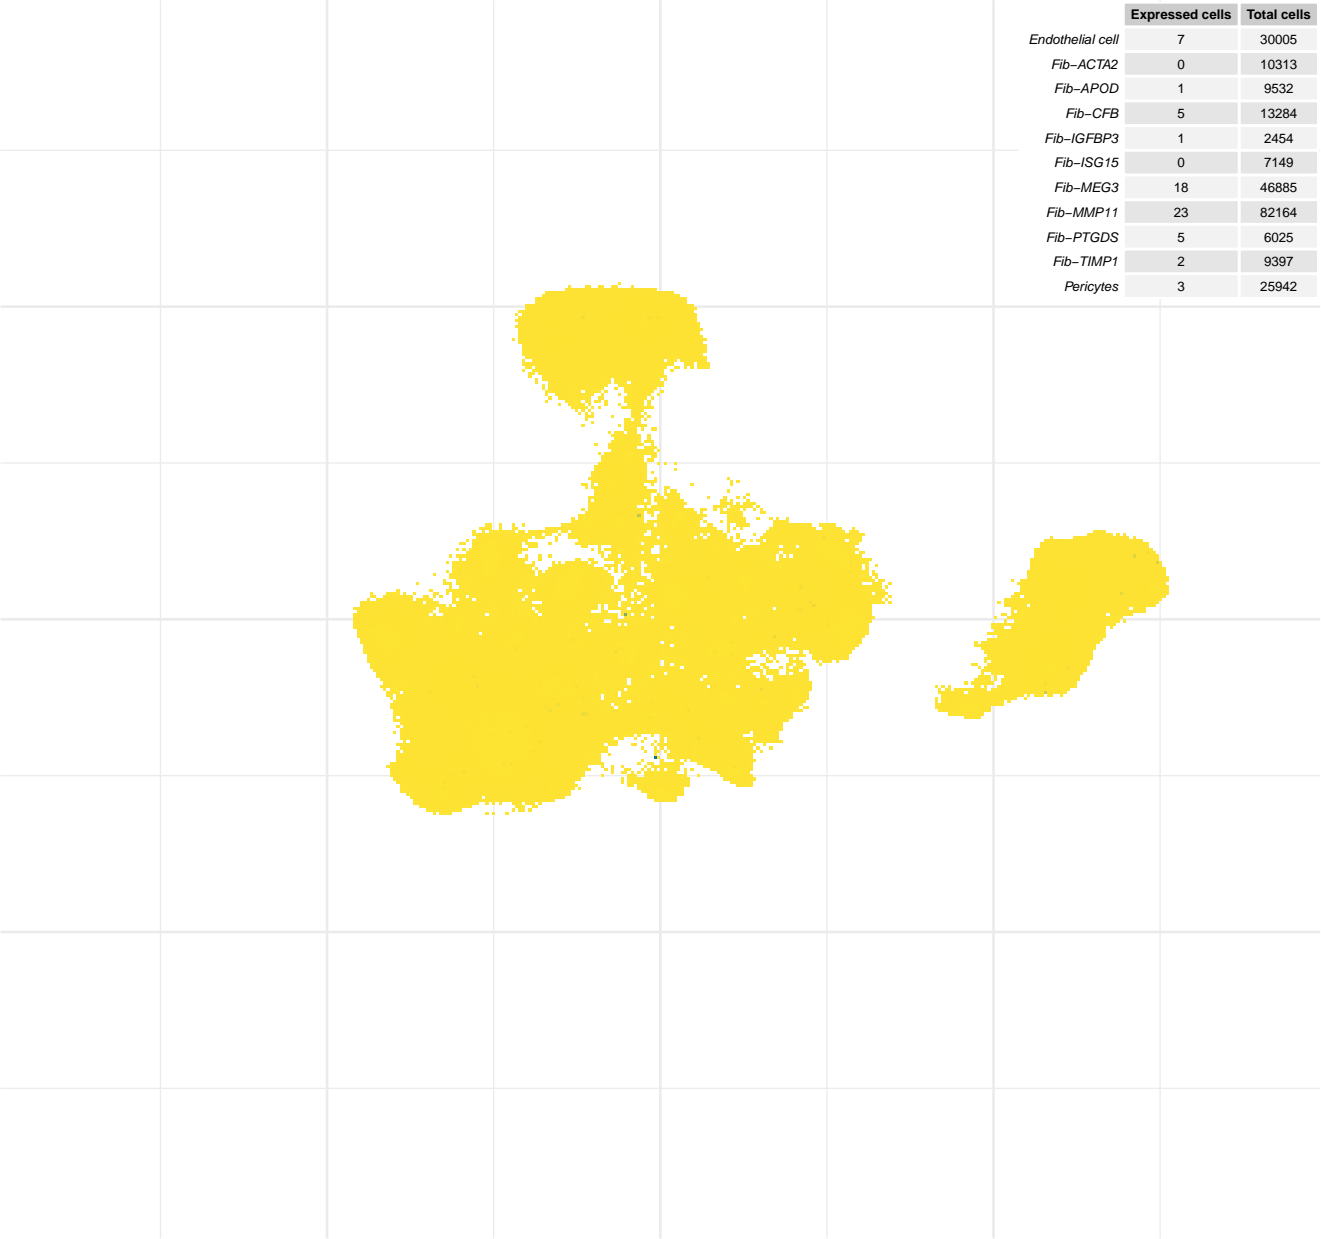 Expressed cells Total cells
Endothelial cell 7 30005
Fib−ACTA2 0 10313
Fib−APOD 1 9532
Fib−CFB 5 13284
Fib−IGFBP3 1 2454
Fib−ISG15 0 7149
Fib−MEG3 18 46885
Fib−MMP11 23 82164
Fib−PTGDS 5 6025
Fib−TIMP1 2 9397
Pericytes 3 25942